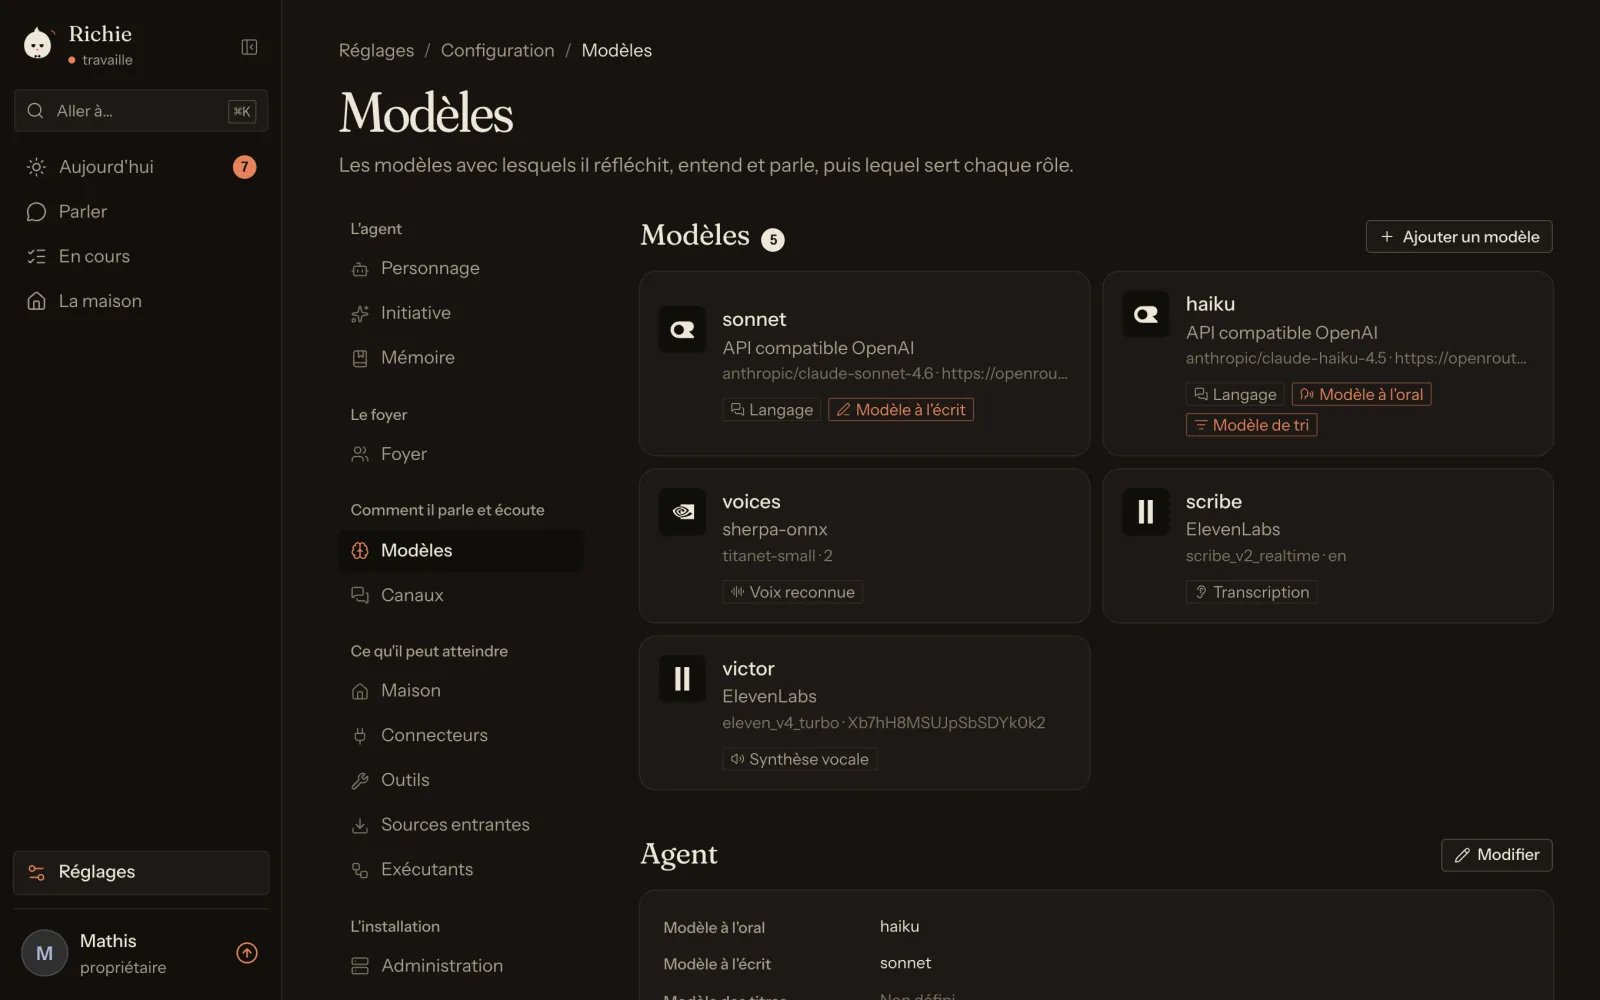 Richie
travaille
Aller à...
⌘K
Aujourd'hui
7
Parler
En cours
La maison
Réglages
M
Mathis
propriétaire
Réglages / Configuration / Modèles
Modèles
Les modèles avec lesquels il réfléchit, entend et parle, puis lequel sert chaque rôle.
L'agent
Personnage
Initiative
Mémoire
Le foyer
Foyer
Comment il parle et écoute
Modèles
Canaux
Ce qu'il peut atteindre
Maison
Connecteurs
Outils
Sources entrantes
Exécutants
L'installation
Administration
Modèles 5
+ Ajouter un modèle
sonnet
API compatible OpenAI
anthropic/claude-sonnet-4.6 · https://openrou...
Langage
Modèle à l'écrit
haiku
API compatible OpenAI
anthropic/claude-haiku-4.5 · https://openrout...
Langage
Modèle à l'oral
Modèle de tri
voices
sherpa-onnx
titanet-small · 2
Voix reconnue
scribe
ElevenLabs
scribe_v2_realtime · en
Transcription
victor
ElevenLabs
eleven_v4_turbo · Xb7hH8MSUJpSbSDYk0k2
Synthèse vocale
Agent
Modifier
Modèle à l'oral
haiku
Modèle à l'écrit
sonnet
Modèle des titres
Non défini